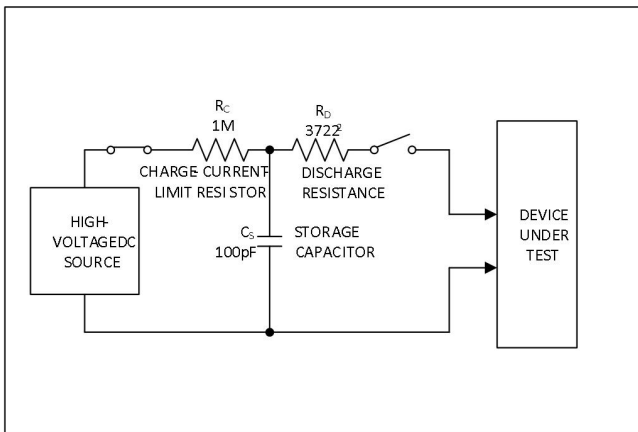 R_C
1M
R_D
3722²
CHARGE CURRENT-
LIMIT RESISTOR
DISCHARGE
RESISTANCE
HIGH-
VOLTAGEDC
SOURCE
C_S
100pF
STORAGE
CAPACITOR
DEVICE
UNDER
TEST